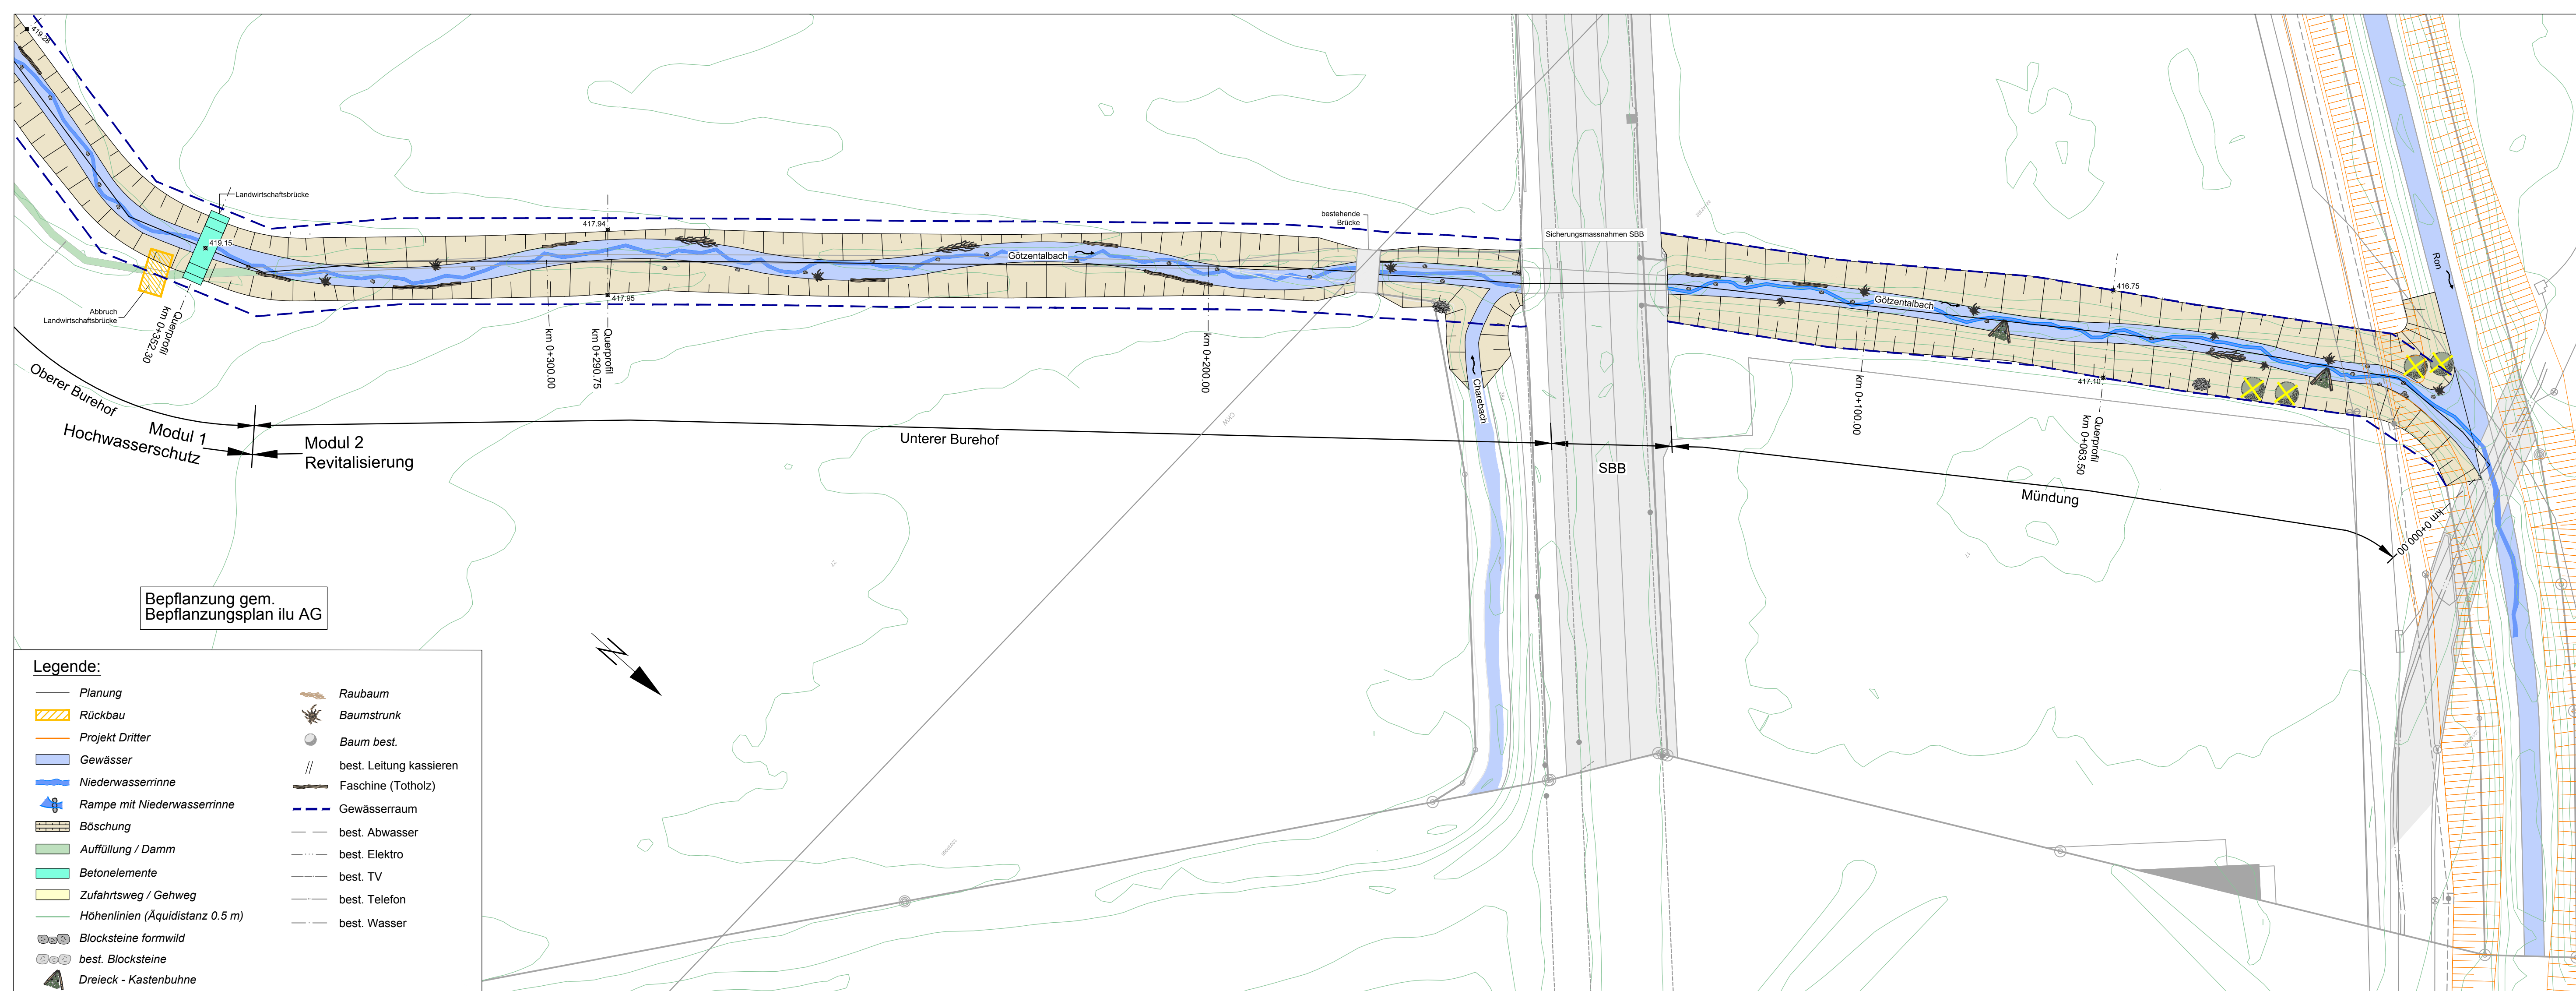 419.28
Landwirtschaftsbrücke
419.15
Abbruch
Landwirtschaftsbrücke
Querprofil
km 0+352.30
417.94
417.95
km 0+300.00
Querprofil
km 0+290.75
Götzentalbach
km 0+200.00
bestehende
Brücke
Sicherungsmassnahmen SBB
Charebach
Götzentalbach
km 0+100.00
416.75
417.10
Querprofil
km 0+063.50
Ron
km 0+000.00
Oberer Burehof
Modul 1
Hochwasserschutz
Modul 2
Revitalisierung
Unterer Burehof
SBB
Mündung
CKW
Bepflanzung gem.
Bepflanzungsplan ilu AG
N
Legende:
Planung
Rückbau
Projekt Dritter
Gewässer
Niederwasserrinne
Rampe mit Niederwasserrinne
Böschung
Auffüllung / Damm
Betonelemente
Zufahrtsweg / Gehweg
Höhenlinien (Äquidistanz 0.5 m)
Blocksteine formwild
best. Blocksteine
Dreieck - Kastenbuhne
Raubaum
Baumstrunk
Baum best.
best. Leitung kassieren
Faschine (Totholz)
Gewässerraum
best. Abwasser
best. Elektro
best. TV
best. Telefon
best. Wasser